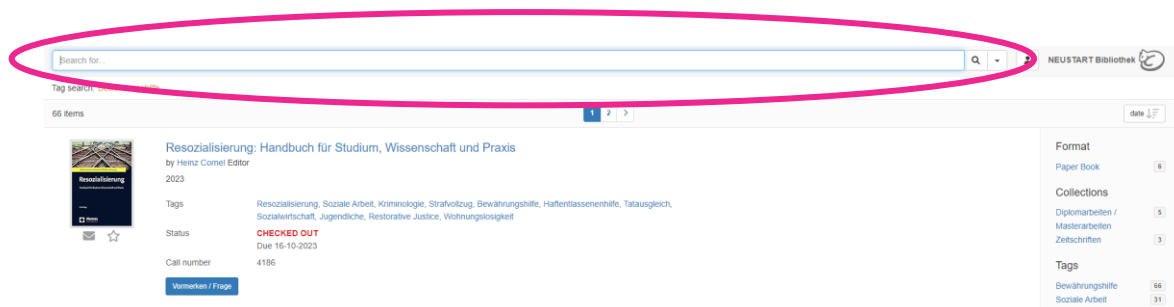 Search for...
NEUSTART Bibliothek
Tag search:
66 items
1 2 >
date
Resozialisierung: Handbuch für Studium, Wissenschaft und Praxis
by Heinz Cornel Editor
2023
Tags Resozialisierung, Soziale Arbeit, Kriminologie, Strafvollzug, Bewährungshilfe, Haftentlassenenhilfe, Tatausgleich,
Sozialwirtschaft, Jugendliche, Restorative Justice, Wohnungslosigkeit
Status CHECKED OUT
Due 16-10-2023
Call number 4186
Vormerken / Frage
Resozialisierung
Nomos
Format
Paper Book 6
Collections
Diplomarbeiten / 5
Masterarbeiten
Zeitschriften 3
Tags
Bewährungshilfe 66
Soziale Arbeit 31